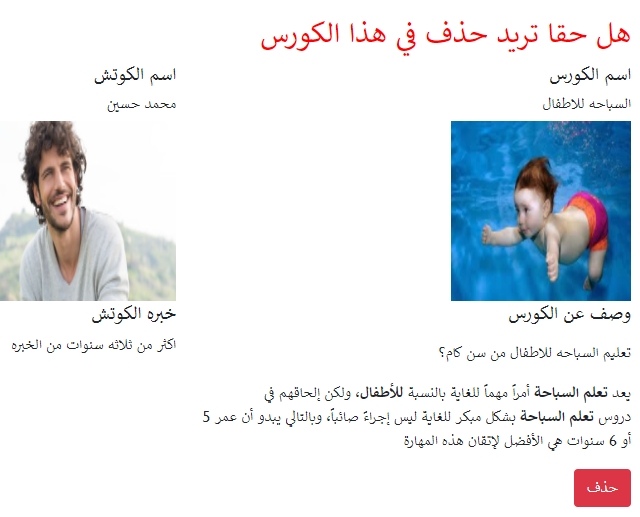 هل حقا تريد حذف في هذا الكورس
اسم الكورس
السباحه للاطفال
وصف عن الكورس
تعليم السباحه للاطفال من سن كام؟
يعد تعلم السباحة أمراً مهماً للغاية بالنسبة للأطفال، ولكن إلحاقهم في
دروس تعلم السباحة بشكل مبكر للغاية ليس إجراءً صائباً، وبالتالي يبدو أن عمر 5
أو 6 سنوات هي الأفضل لإتقان هذه المهارة
حذف
اسم الكوتش
محمد حسين
خبره الكوتش
اكثر من ثلاثه سنوات من الخبره